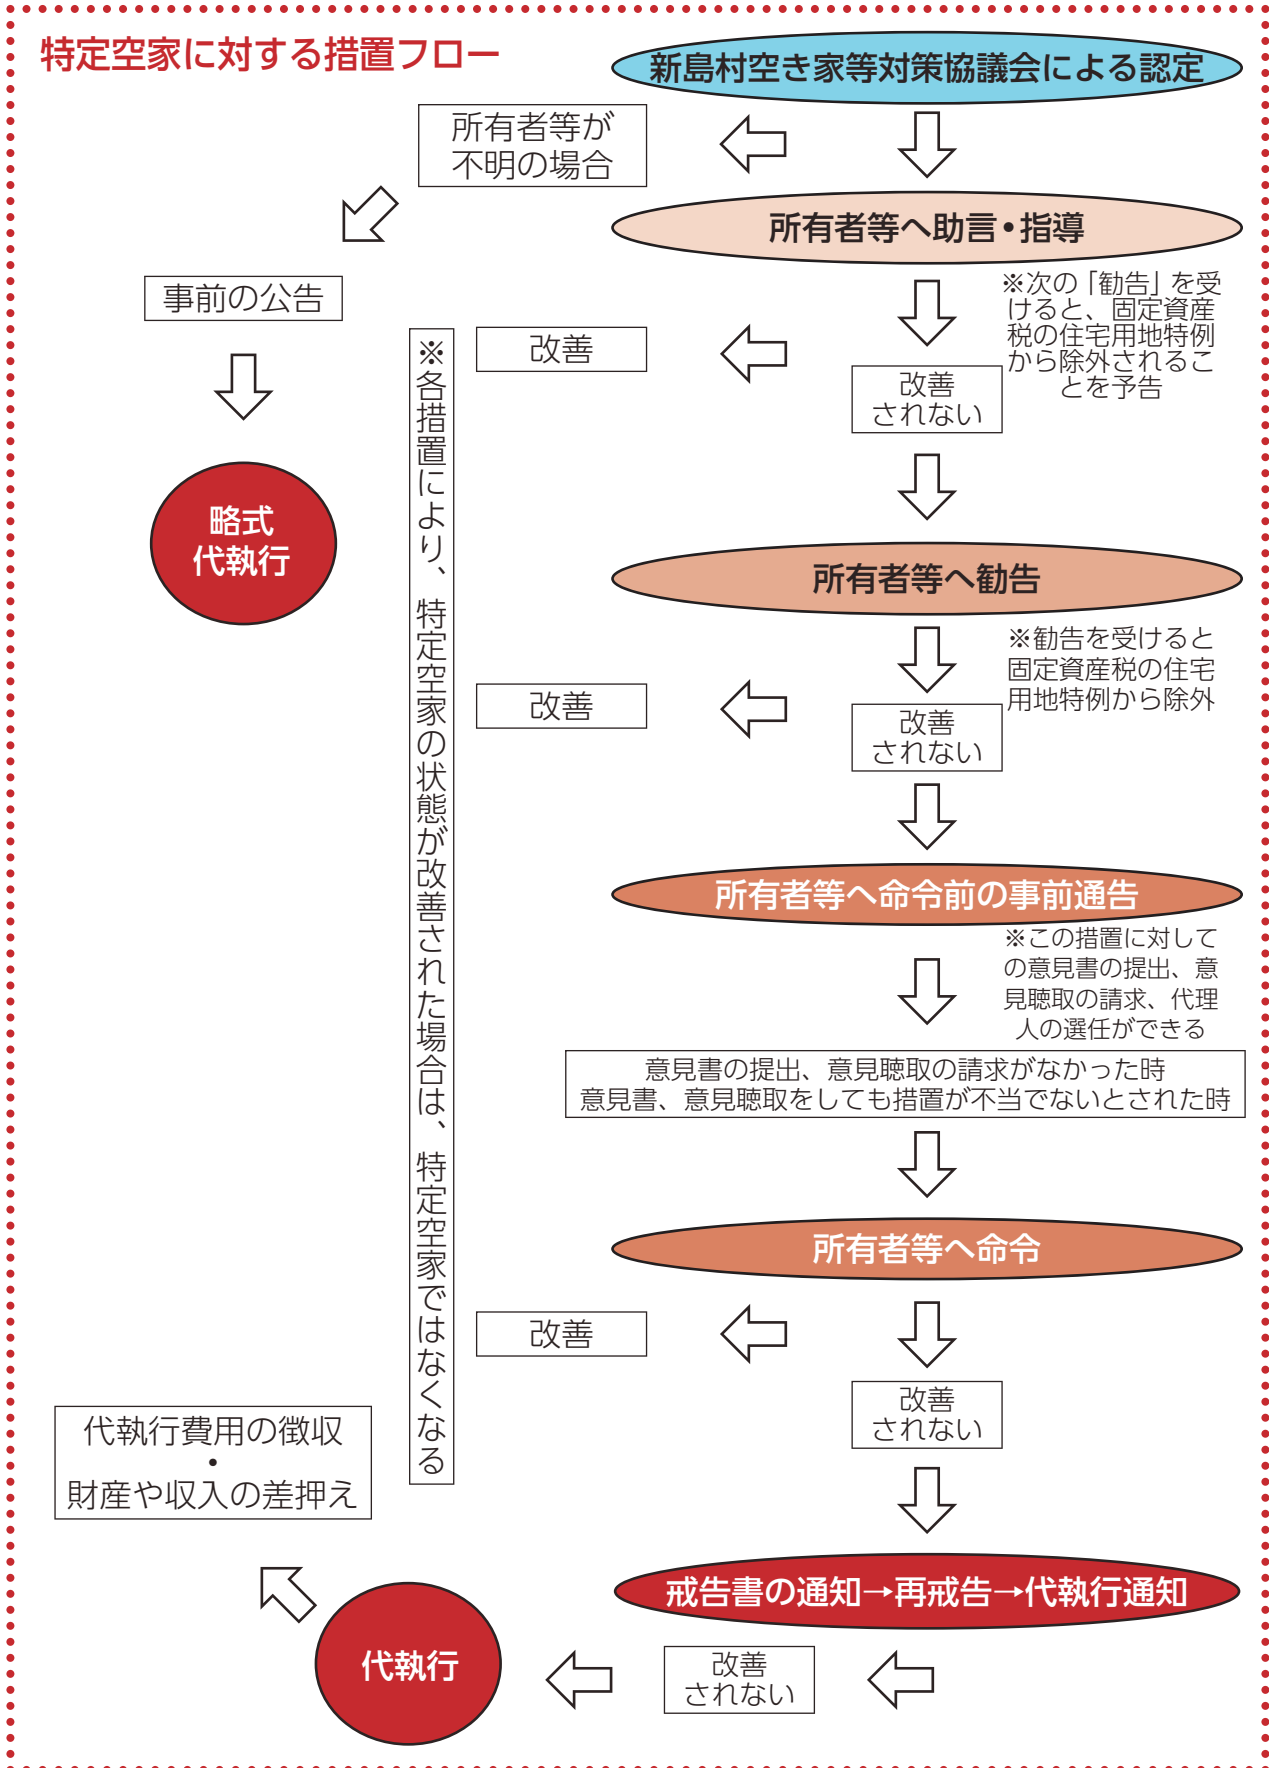 特定空家に対する措置フロー
新島村空き家等対策協議会による認定
所有者等が
不明の場合
事前の公告
略式
代執行
所有者等へ助言・指導
※次の「勧告」を受
けると、固定資産
税の住宅用地特例
から除外されるこ
とを予告
改善
改善
されない
※各措置により、特定空家の状態が改善された場合は、特定空家ではなくなる
所有者等へ勧告
※勧告を受けると
固定資産税の住宅
用地特例から除外
改善
改善
されない
所有者等へ命令前の事前通告
※この措置に対して
の意見書の提出、意
見聴取の請求、代理
人の選任ができる
意見書の提出、意見聴取の請求がなかった時
意見書、意見聴取をしても措置が不当でないとされた時
所有者等へ命令
改善
改善
されない
戒告書の通知→再戒告→代執行通知
改善
されない
代執行
代執行費用の徴収
・
財産や収入の差押え